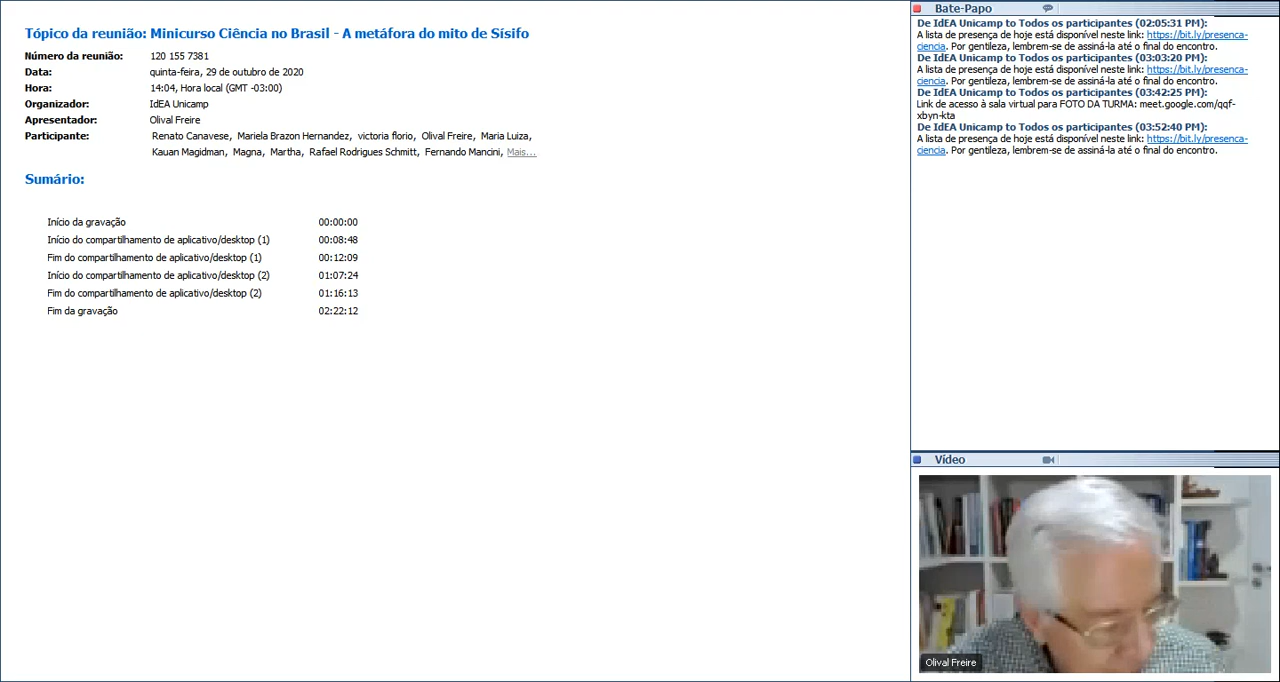 Tópico da reunião: Minicurso Ciência no Brasil - A metáfora do mito de Sísifo
Número da reunião: 120 155 7381
Data: quinta-feira, 29 de outubro de 2020
Hora: 14:04, Hora local (GMT -03:00)
Organizador: IdEA Unicamp
Apresentador: Olival Freire
Participante: Renato Canavese, Mariela Brazon Hernandez, victoria florio, Olival Freire, Maria Luiza,
Kauan Magidman, Magna, Martha, Rafael Rodrigues Schmitt, Fernando Mancini, Mais...
Sumário:
Início da gravação 00:00:00
Início do compartilhamento de aplicativo/desktop (1) 00:08:48
Fim do compartilhamento de aplicativo/desktop (1) 00:12:09
Início do compartilhamento de aplicativo/desktop (2) 01:07:24
Fim do compartilhamento de aplicativo/desktop (2) 01:16:13
Fim da gravação 02:22:12
Bate-Papo
De IdEA Unicamp to Todos os participantes (02:05:31 PM):
A lista de presença de hoje está disponível neste link: https://bit.ly/presenca-
ciencia. Por gentileza, lembrem-se de assiná-la até o final do encontro.
De IdEA Unicamp to Todos os participantes (03:03:20 PM):
A lista de presença de hoje está disponível neste link: https://bit.ly/presenca-
ciencia. Por gentileza, lembrem-se de assiná-la até o final do encontro.
De IdEA Unicamp to Todos os participantes (03:42:25 PM):
Link de acesso à sala virtual para FOTO DA TURMA: meet.google.com/qqf-
xbyn-kta
De IdEA Unicamp to Todos os participantes (03:52:40 PM):
A lista de presença de hoje está disponível neste link: https://bit.ly/presenca-
ciencia. Por gentileza, lembrem-se de assiná-la até o final do encontro.
Vídeo
Olival Freire